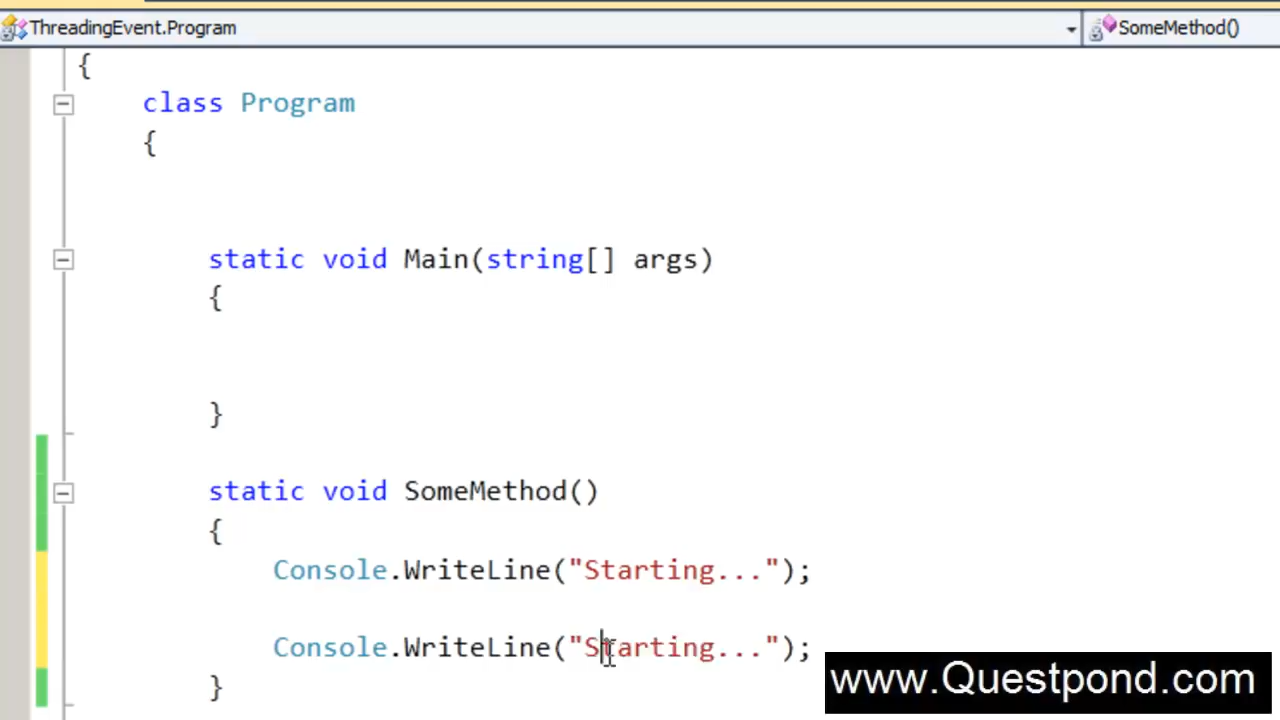 ThreadingEvent.Program SomeMethod()
{
class Program
{
static void Main(string[] args)
{
}
static void SomeMethod()
{
Console.WriteLine("Starting...");
Console.WriteLine("Starting...");
}
www.Questpond.com